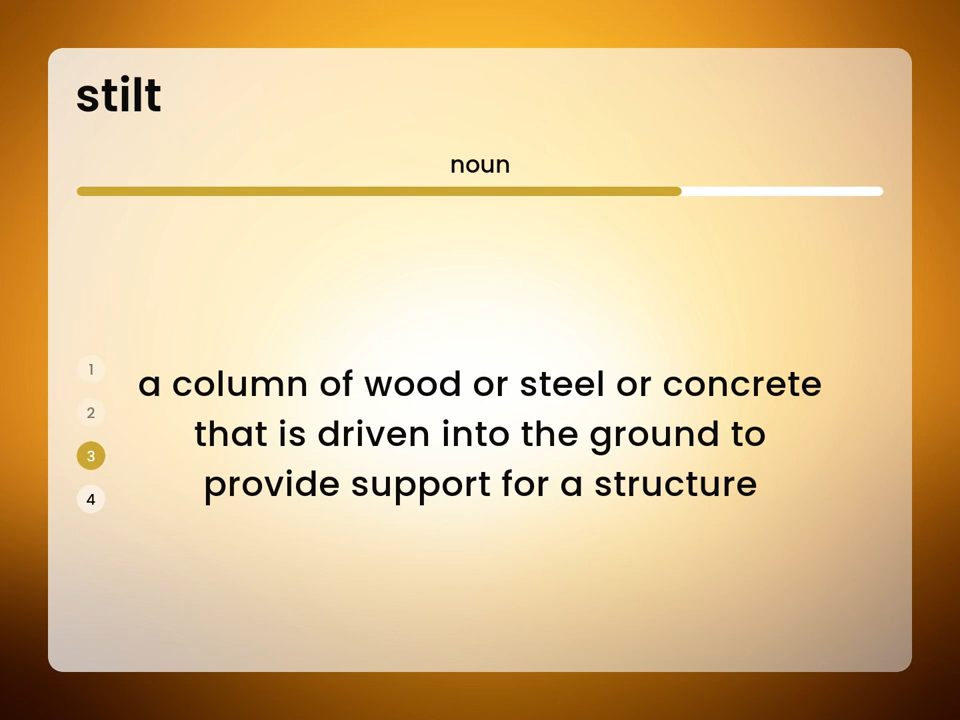 stilt
noun
1
2
3
4
a column of wood or steel or concrete
that is driven into the ground to
provide support for a structure